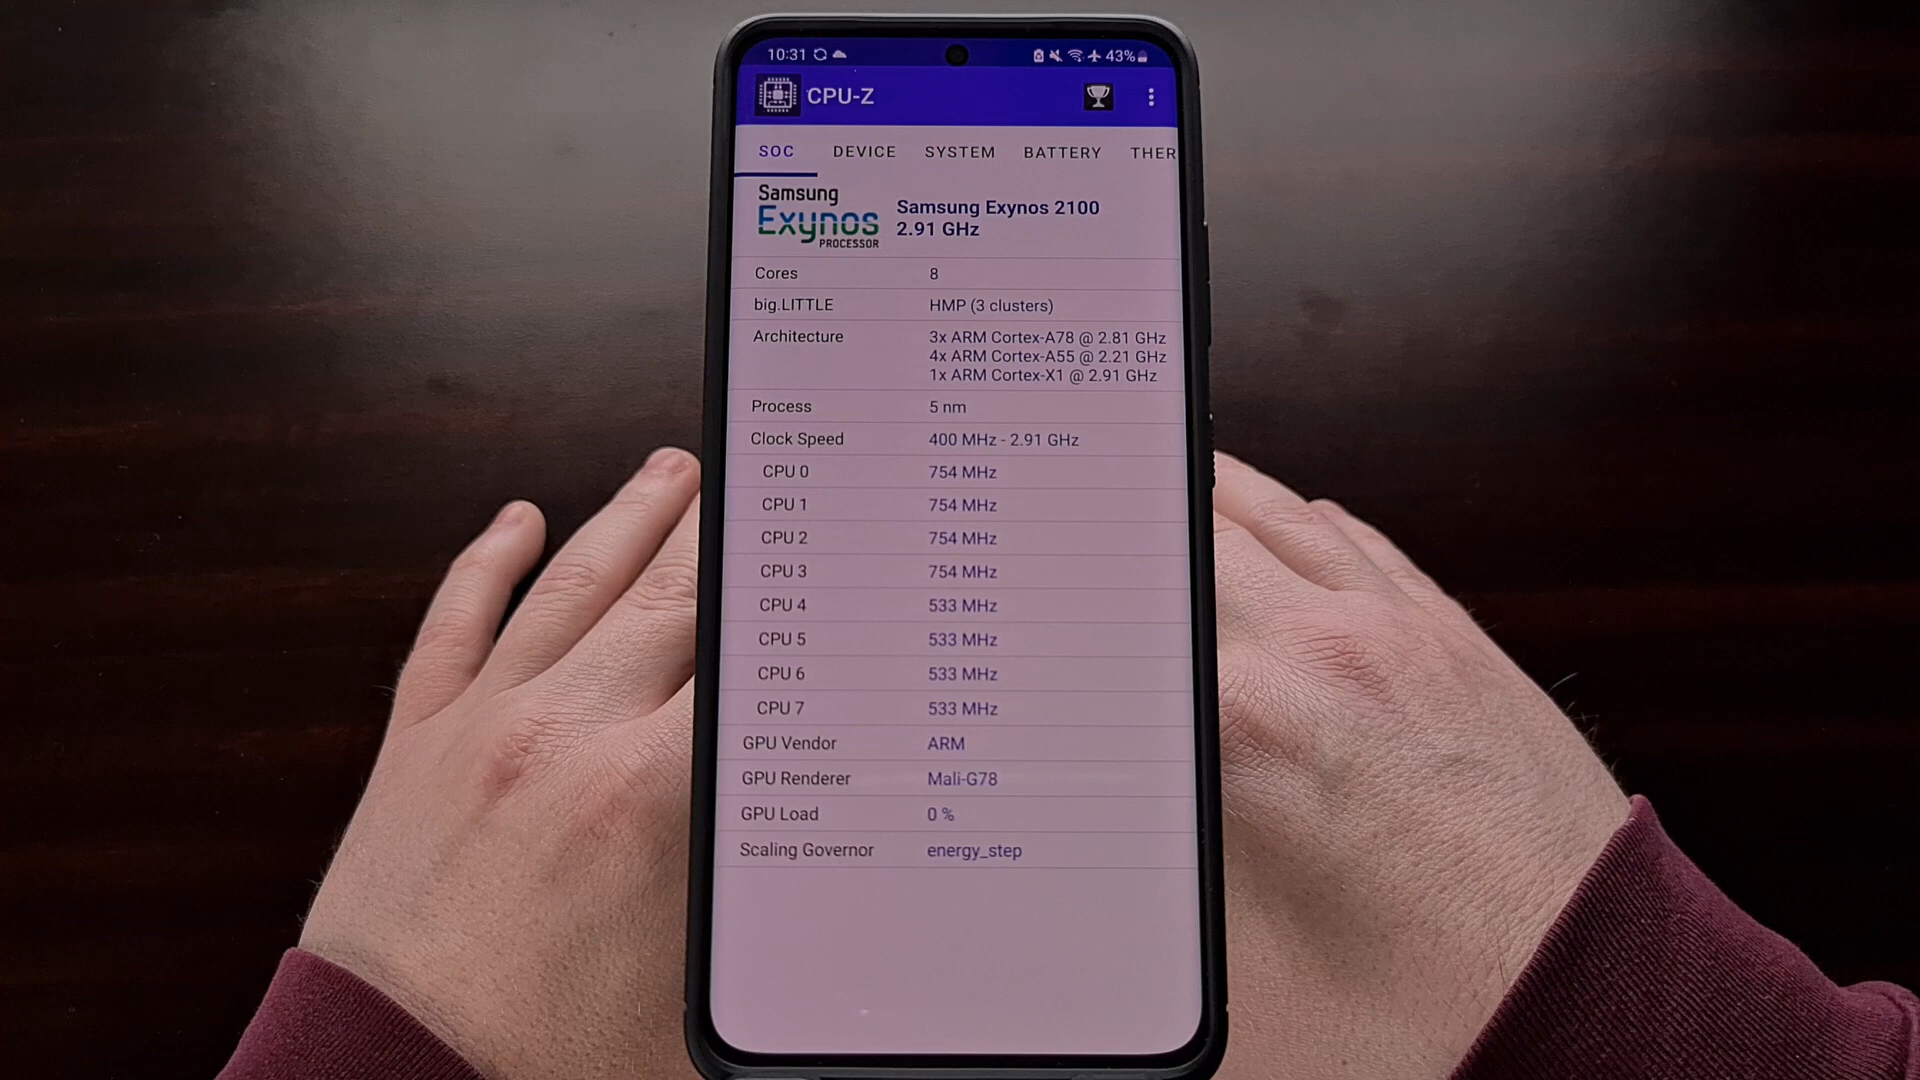 10:31 43%
CPU-Z
SOC DEVICE SYSTEM BATTERY THER
Samsung
Exynos
PROCESSOR
Samsung Exynos 2100
2.91 GHz
Cores 8
big.LITTLE HMP (3 clusters)
Architecture 3x ARM Cortex-A78 @ 2.81 GHz
4x ARM Cortex-A55 @ 2.21 GHz
1x ARM Cortex-X1 @ 2.91 GHz
Process 5 nm
Clock Speed 400 MHz - 2.91 GHz
CPU 0 754 MHz
CPU 1 754 MHz
CPU 2 754 MHz
CPU 3 754 MHz
CPU 4 533 MHz
CPU 5 533 MHz
CPU 6 533 MHz
CPU 7 533 MHz
GPU Vendor ARM
GPU Renderer Mali-G78
GPU Load 0 %
Scaling Governor energy_step